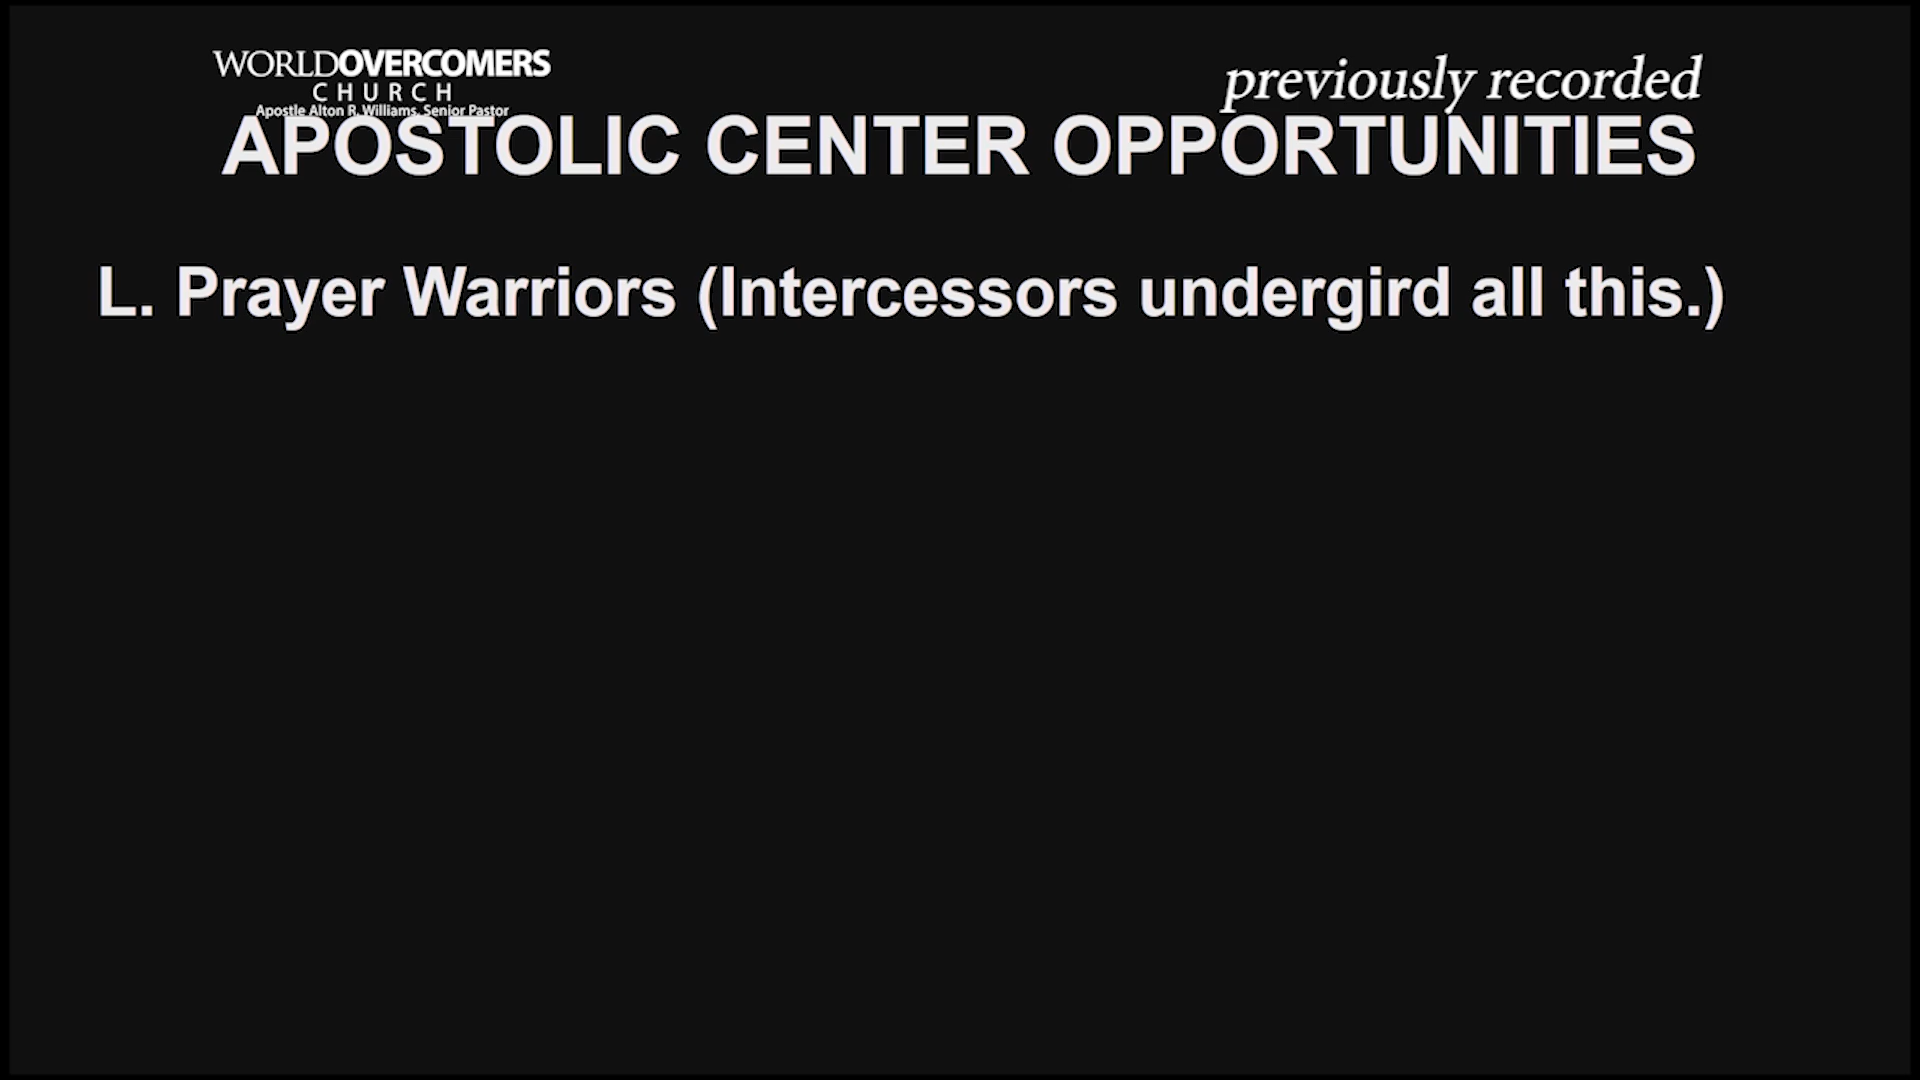 WORLDOVERCOMERS
CHURCH
Apostle Alton R. Williams, Senior Pastor
previously recorded
APOSTOLIC CENTER OPPORTUNITIES
L. Prayer Warriors (Intercessors undergird all this.)